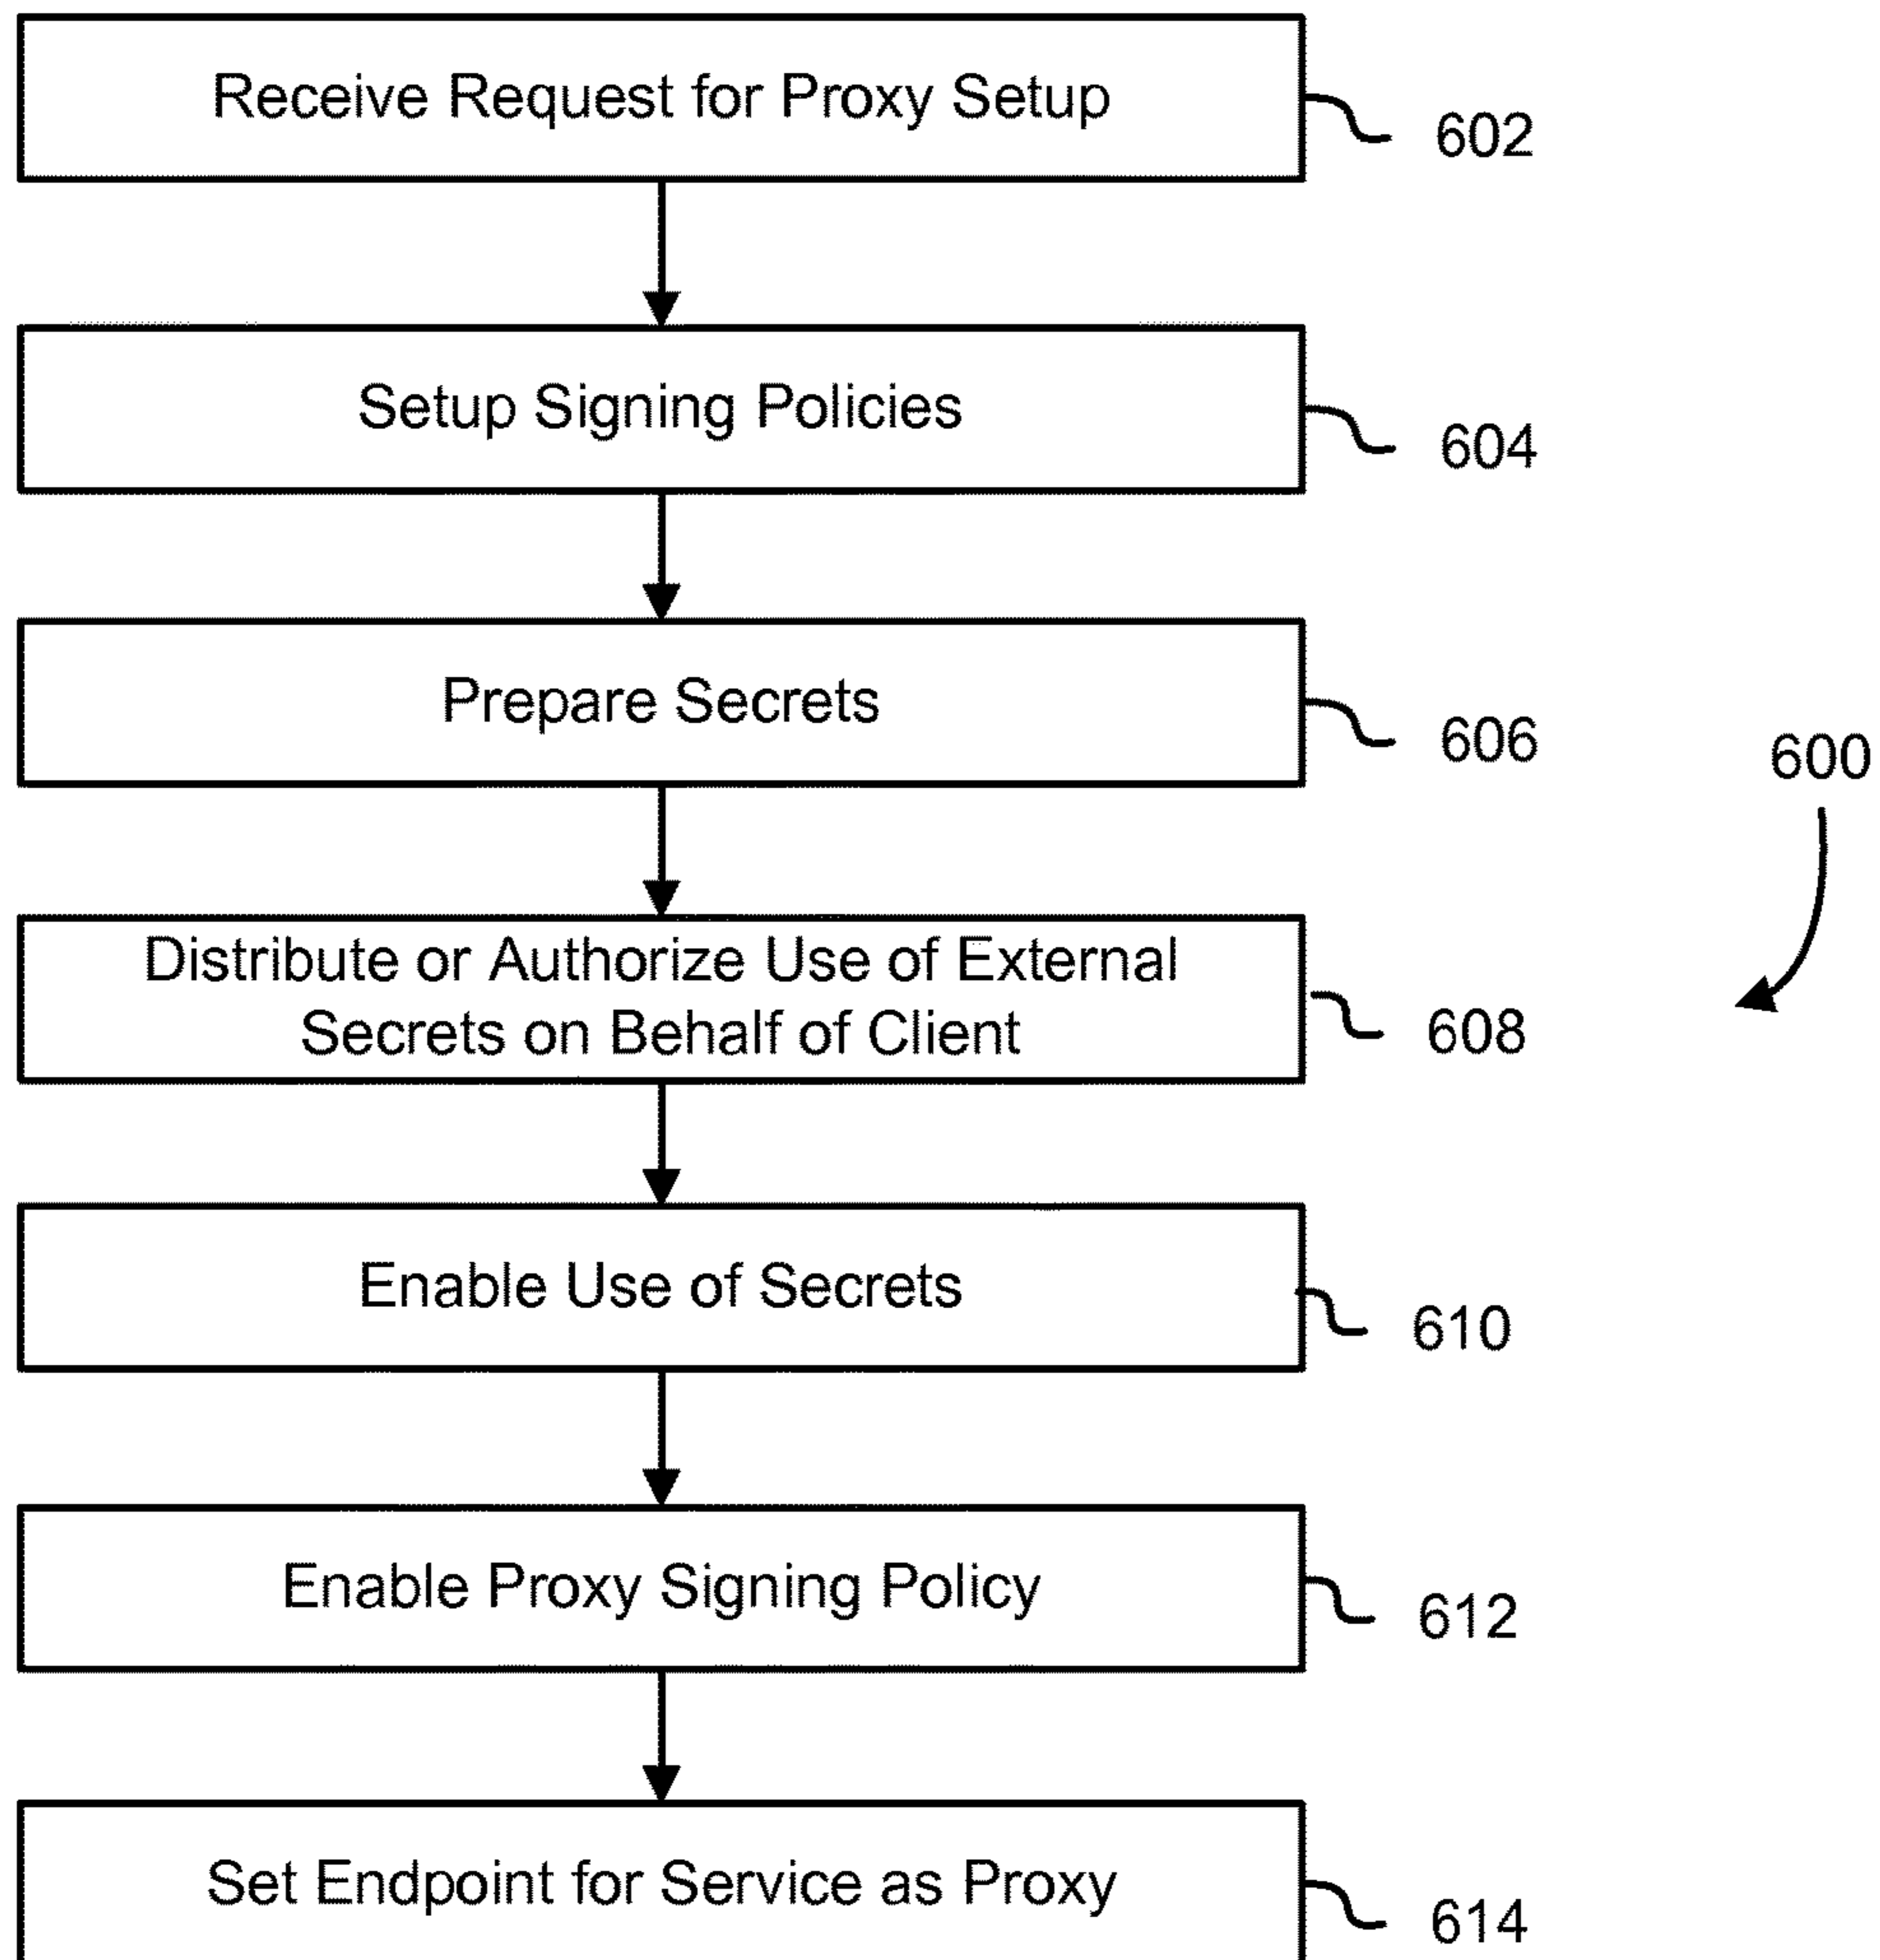 Receive Request for Proxy Setup
602
Setup Signing Policies
604
Prepare Secrets
606
600
Distribute or Authorize Use of External
Secrets on Behalf of Client
608
Enable Use of Secrets
610
Enable Proxy Signing Policy
612
Set Endpoint for Service as Proxy
614